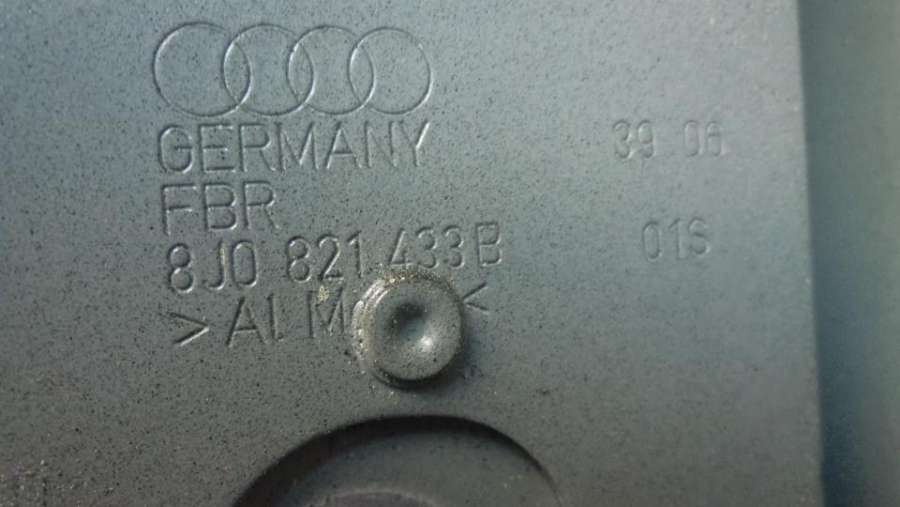 GERMANY
FBR
8J0 821 433 B
> AL M <
39 06
01S